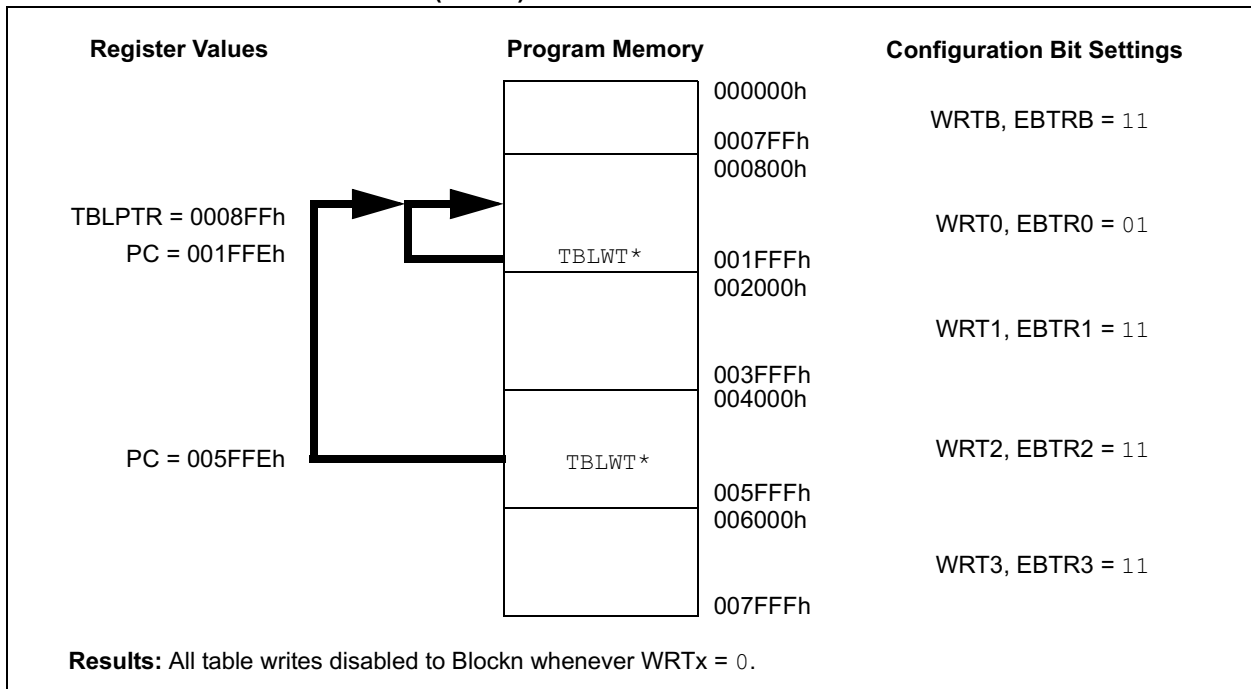 Register Values Program Memory Configuration Bit Settings
000000h
WRTB, EBTRB = 11
0007FFh
000800h
TBLPTR = 0008FFh
WRT0, EBTR0 = 01
PC = 001FFEh TBLWT* 001FFFh
002000h
WRT1, EBTR1 = 11
003FFFh
004000h
WRT2, EBTR2 = 11
PC = 005FFEh TBLWT*
005FFFh
006000h
WRT3, EBTR3 = 11
007FFFh
Results: All table writes disabled to Blockn whenever WRTx = 0.